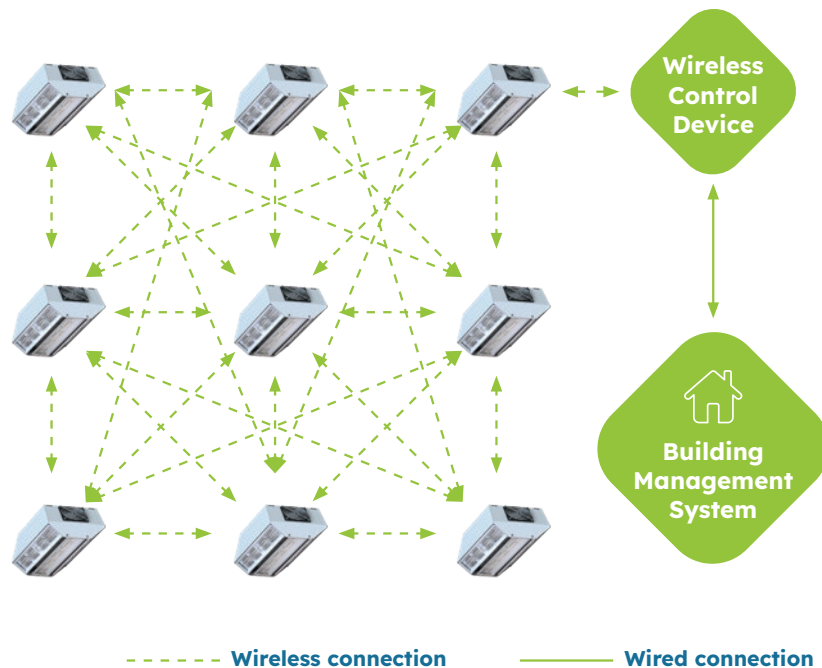 Wireless
Control
Device
Building
Management
System
Wireless connection
Wired connection